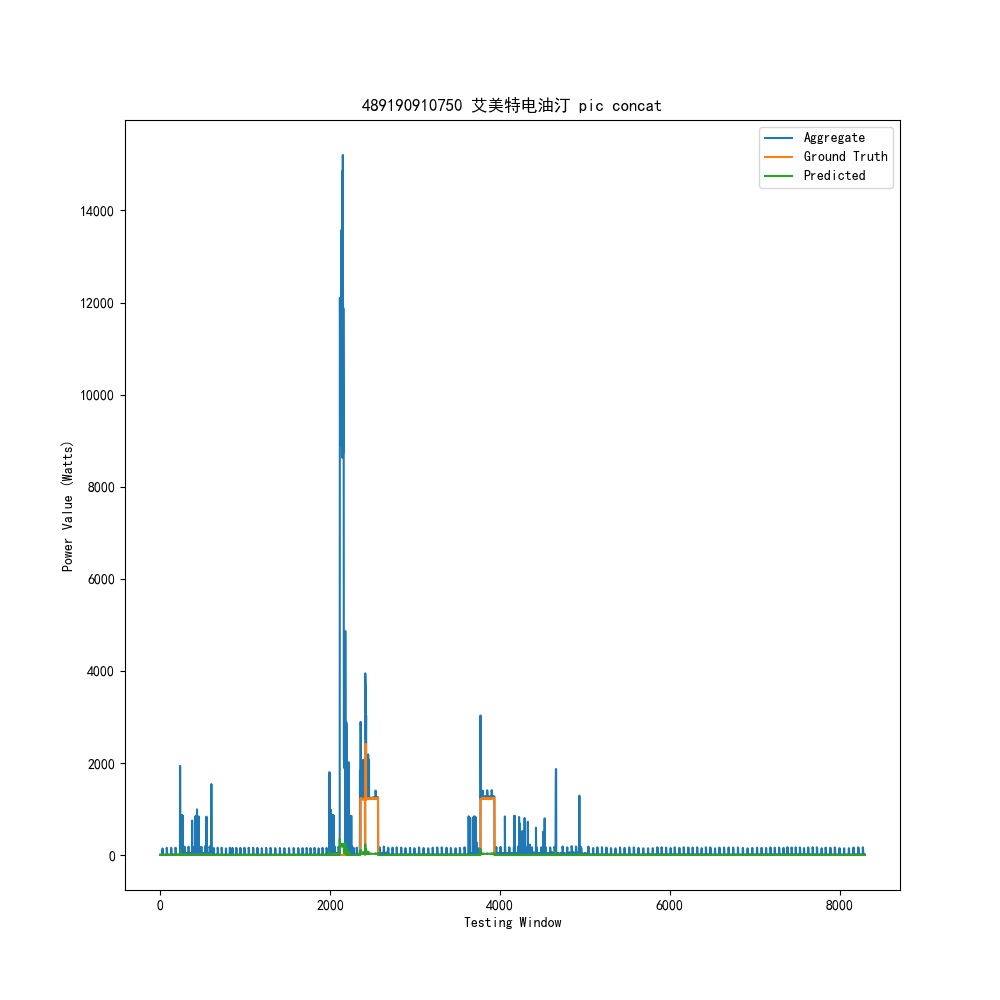 489190910750 艾美特电油汀 pic concat
Aggregate
Ground Truth
Predicted
Power Value (Watts)
14000
12000
10000
8000
6000
4000
2000
0
0 2000 4000 6000 8000
Testing Window